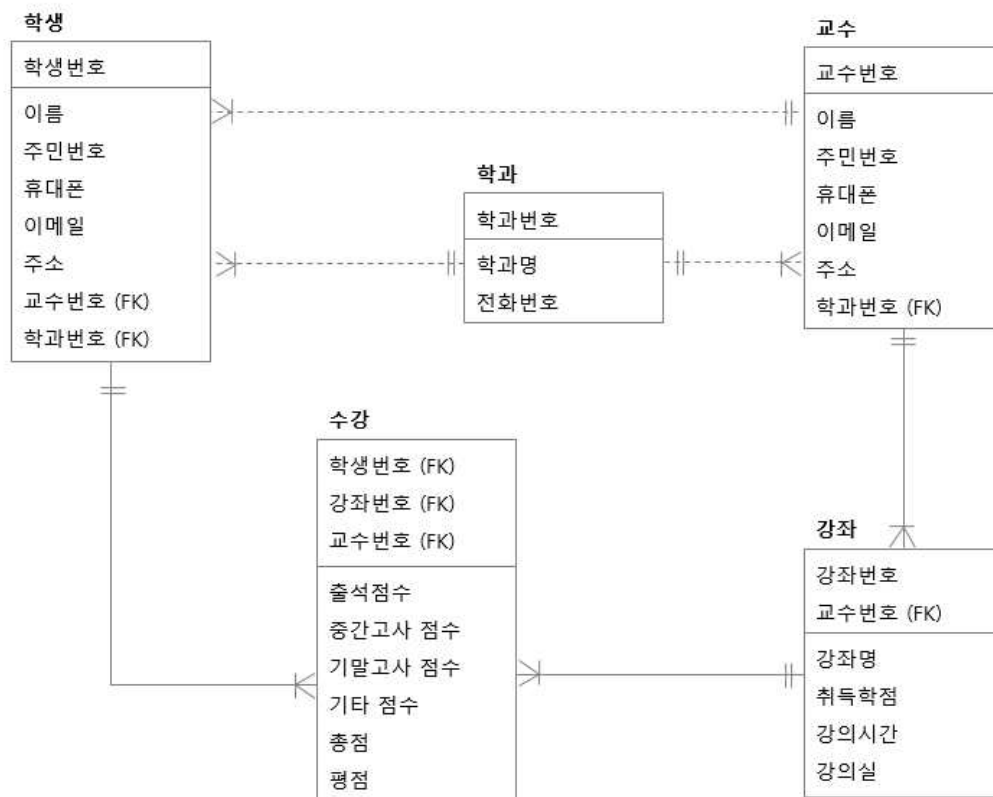 학생
학생번호
이름
주민번호
휴대폰
이메일
주소
교수번호 (FK)
학과번호 (FK)
교수
교수번호
이름
주민번호
휴대폰
이메일
주소
학과번호 (FK)
학과
학과번호
학과명
전화번호
수강
학생번호 (FK)
강좌번호 (FK)
교수번호 (FK)
출석점수
중간고사 점수
기말고사 점수
기타 점수
총점
평점
강좌
강좌번호
교수번호 (FK)
강좌명
취득학점
강의시간
강의실